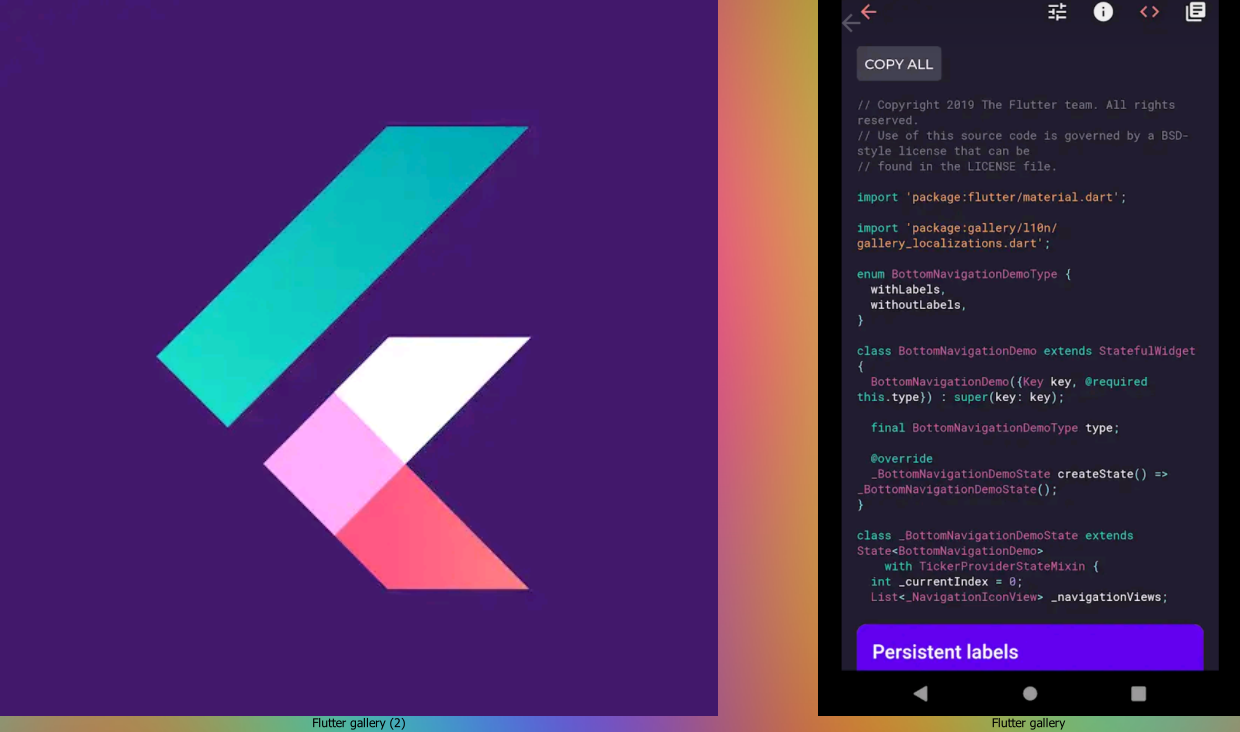 COPY ALL
// Copyright 2019 The Flutter team. All rights
reserved.
// Use of this source code is governed by a BSD-
style license that can be
// found in the LICENSE file.
import 'package:flutter/material.dart';
import 'package:gallery/l10n/
gallery_localizations.dart';
enum BottomNavigationDemoType {
  withLabels,
  withoutLabels,
}
class BottomNavigationDemo extends StatefulWidget
{
  BottomNavigationDemo({Key key, @required
this.type}) : super(key: key);
  final BottomNavigationDemoType type;
  @override
  _BottomNavigationDemoState createState() =>
_BottomNavigationDemoState();
}
class _BottomNavigationDemoState extends
State<BottomNavigationDemo>
    with TickerProviderStateMixin {
  int _currentIndex = 0;
  List<_NavigationIconView> _navigationViews;
Persistent labels
Flutter gallery (2)
Flutter gallery